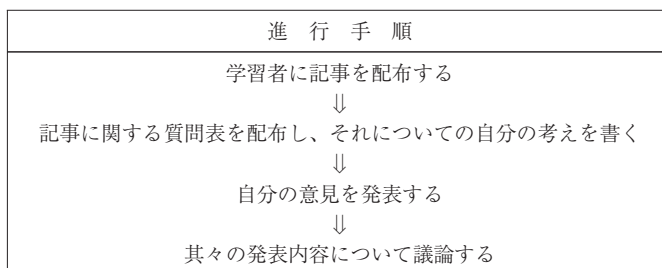 進 行 手 順
学習者に記事を配布する
⇓
記事に関する質問表を配布し、それについての自分の考えを書く
⇓
自分の意見を発表する
⇓
其々の発表内容について議論する